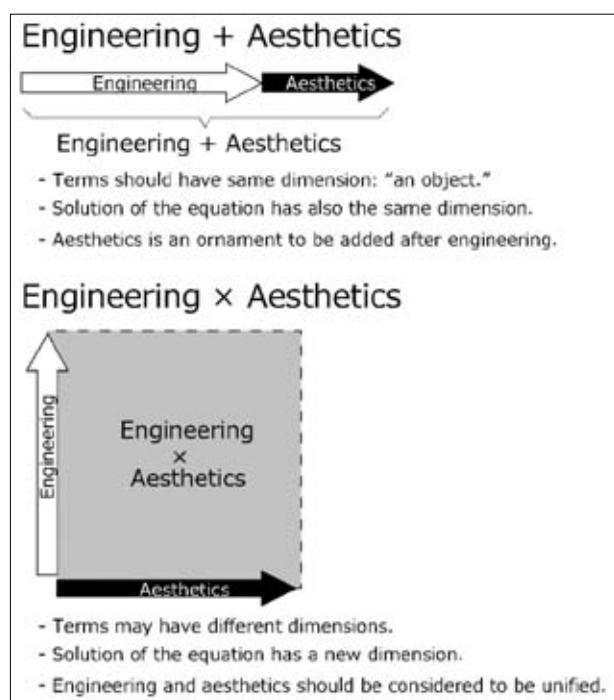 Engineering + Aesthetics
Engineering
Aesthetics
Engineering + Aesthetics
- Terms should have same dimension: “an object.”
- Solution of the equation has also the same dimension.
- Aesthetics is an ornament to be added after engineering.
Engineering × Aesthetics
Engineering
Engineering
×
Aesthetics
Aesthetics
- Terms may have different dimensions.
- Solution of the equation has a new dimension.
- Engineering and aesthetics should be considered to be unified.